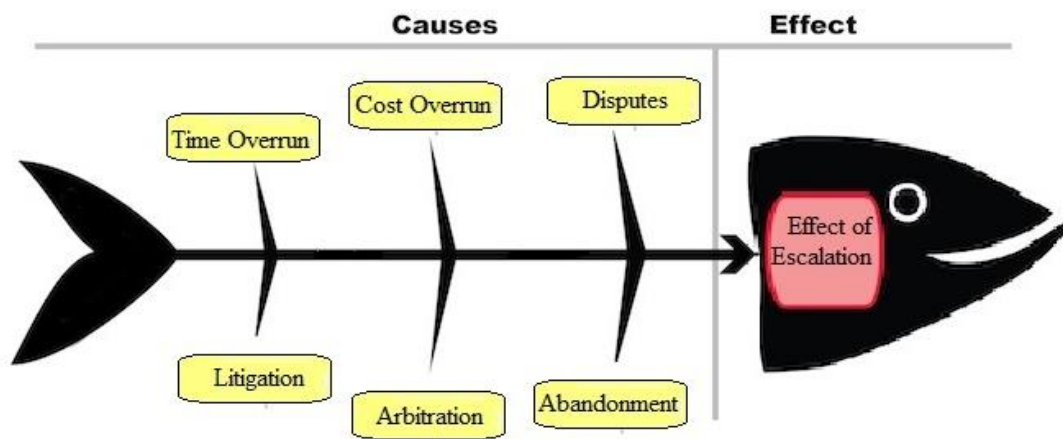 Causes
Effect
Cost Overrun
Disputes
Time Overrun
Effect of
Escalation
Litigation
Arbitration
Abandonment